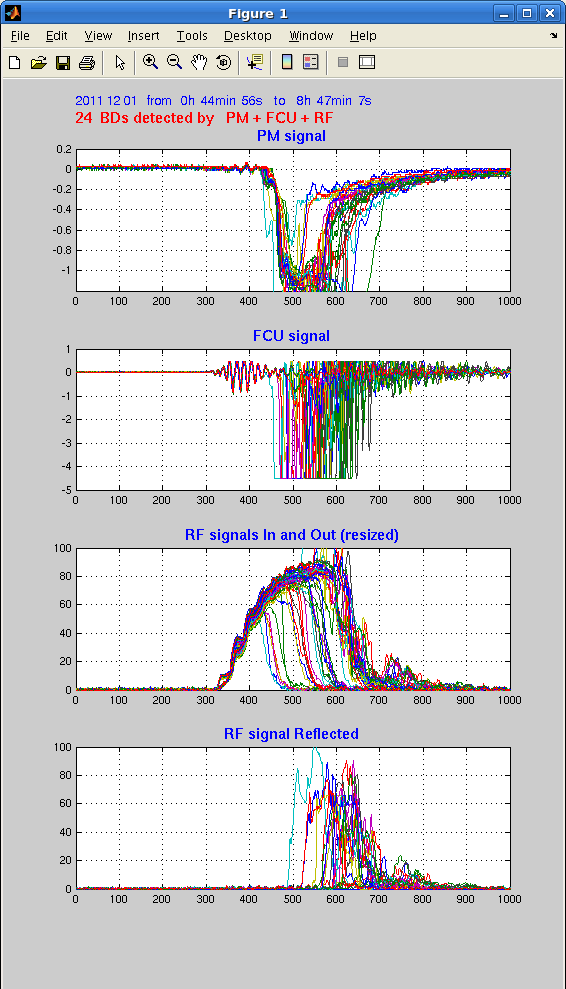 Figure 1
File Edit View Insert Tools Desktop Window Help
2011 12 01 from 0h 44min 56s to 8h 47min 7s
24 BDs detected by PM + FCU + RF
PM signal
0.2
0
-0.2
-0.4
-0.6
-0.8
-1
0 100 200 300 400 500 600 700 800 900 1000
FCU signal
1
0
-1
-2
-3
-4
-5
0 100 200 300 400 500 600 700 800 900 1000
RF signals In and Out (resized)
100
80
60
40
20
0
0 100 200 300 400 500 600 700 800 900 1000
RF signal Reflected
100
80
60
40
20
0
0 100 200 300 400 500 600 700 800 900 1000